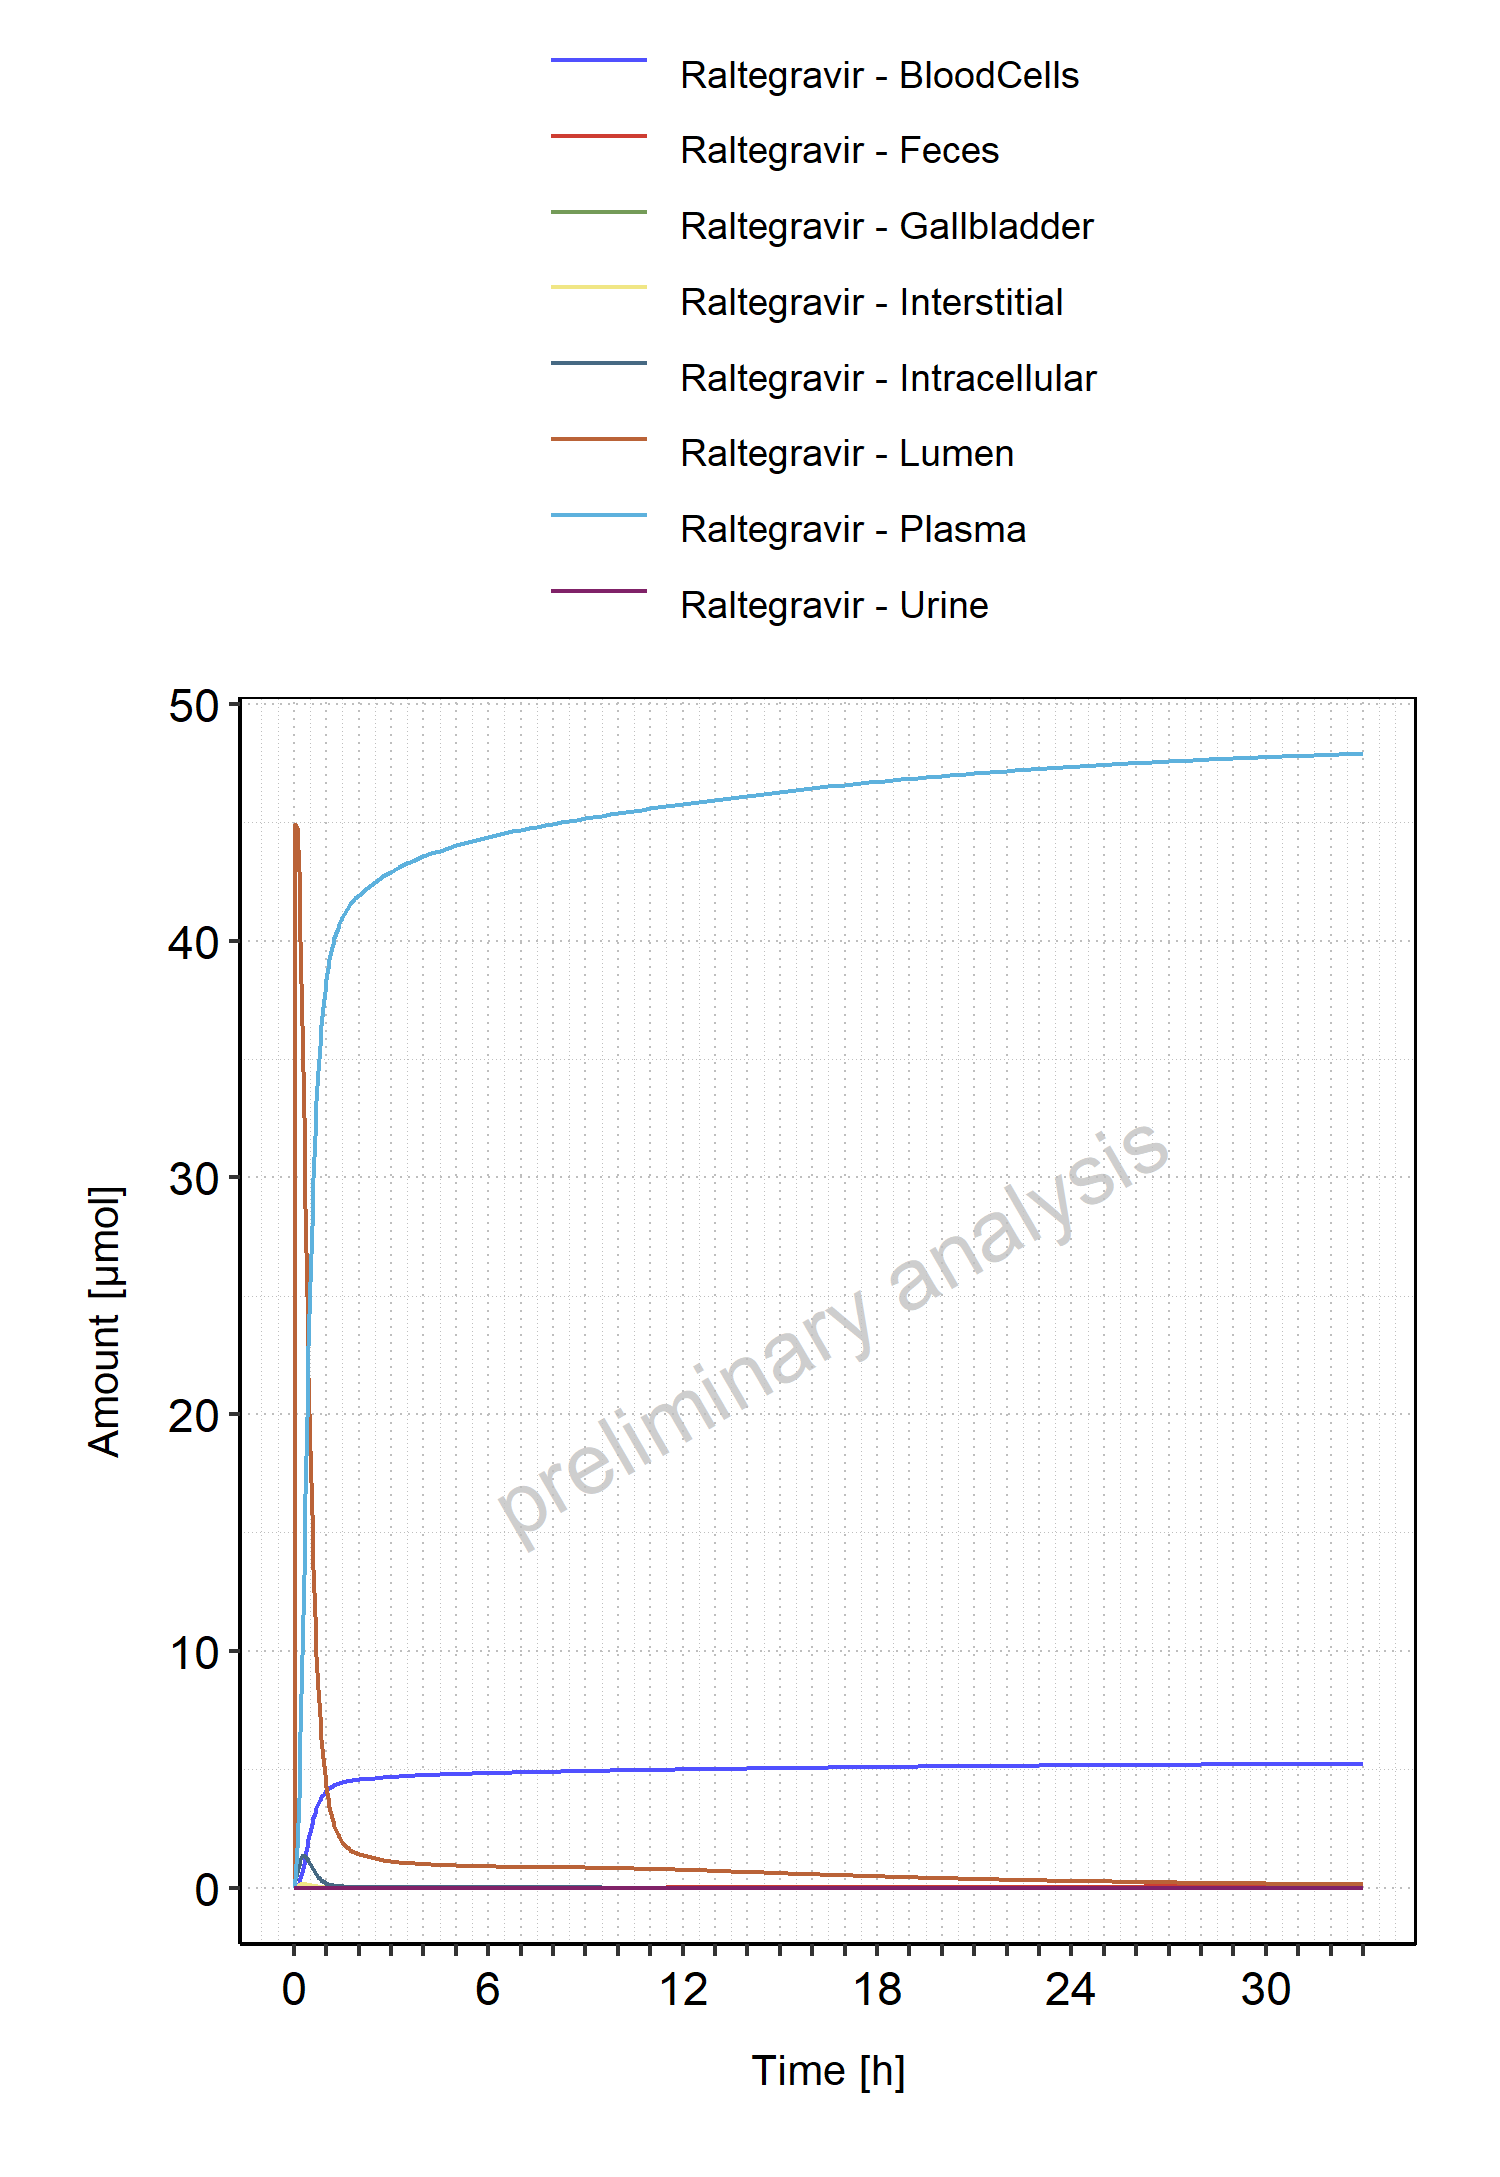 Raltegravir - BloodCells
Raltegravir - Feces
Raltegravir - Gallbladder
Raltegravir - Interstitial
Raltegravir - Intracellular
Raltegravir - Lumen
Raltegravir - Plasma
Raltegravir - Urine
50
40
30
20
10
0
Amount [µmol]
preliminary analysis
0 6 12 18 24 30
Time [h]